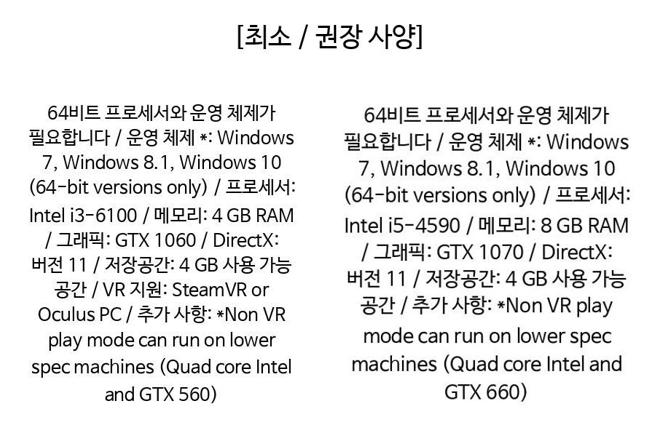 [최소 / 권장 사양]
64비트 프로세서와 운영 체제가
필요합니다 / 운영 체제 *: Windows
7, Windows 8.1, Windows 10
(64-bit versions only) / 프로세서:
Intel i3-6100 / 메모리: 4 GB RAM
/ 그래픽: GTX 1060 / DirectX:
버전 11 / 저장공간: 4 GB 사용 가능
공간 / VR 지원: SteamVR or
Oculus PC / 추가 사항: *Non VR
play mode can run on lower
spec machines (Quad core Intel
and GTX 560)
64비트 프로세서와 운영 체제가
필요합니다 / 운영 체제 *: Windows
7, Windows 8.1, Windows 10
(64-bit versions only) / 프로세서:
Intel i5-4590 / 메모리: 8 GB RAM
/ 그래픽: GTX 1070 / DirectX:
버전 11 / 저장공간: 4 GB 사용 가능
공간 / 추가 사항: *Non VR play
mode can run on lower spec
machines (Quad core Intel and
GTX 660)